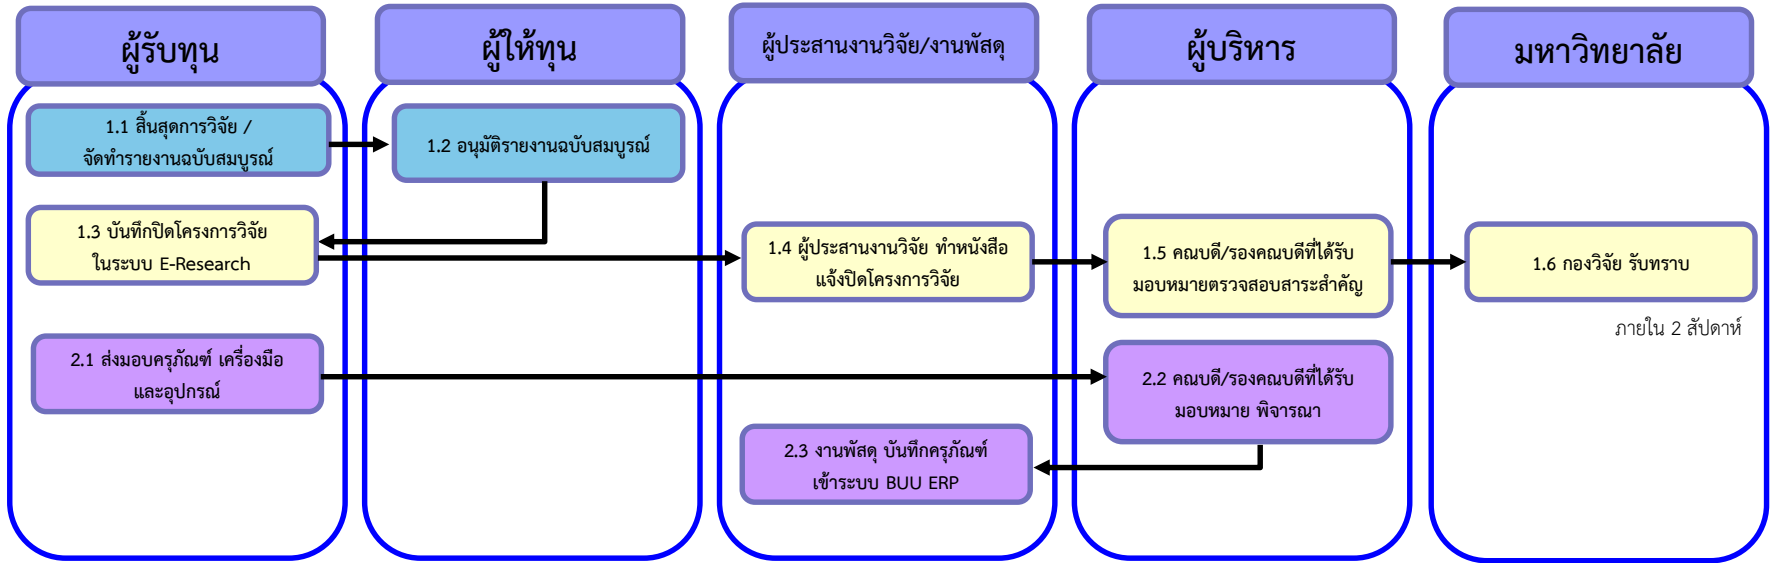 ผู้รับทุน
ผู้ให้ทุน
ผู้ประสานงานวิจัย/งานพัสดุ
ผู้บริหาร
มหาวิทยาลัย
1.1 สิ้นสุดการวิจัย /
จัดทำรายงานฉบับสมบูรณ์
1.2 อนุมัติรายงานฉบับสมบูรณ์
1.3 บันทึกปิดโครงการวิจัย
ในระบบ E-Research
1.4 ผู้ประสานงานวิจัย ทำหนังสือ
แจ้งปิดโครงการวิจัย
1.5 คณบดี/รองคณบดีที่ได้รับ
มอบหมายตรวจสอบสาระสำคัญ
1.6 กองวิจัย รับทราบ
ภายใน 2 สัปดาห์
2.1 ส่งมอบครุภัณฑ์ เครื่องมือ
และอุปกรณ์
2.2 คณบดี/รองคณบดีที่ได้รับ
มอบหมาย พิจารณา
2.3 งานพัสดุ บันทึกครุภัณฑ์
เข้าระบบ BUU ERP